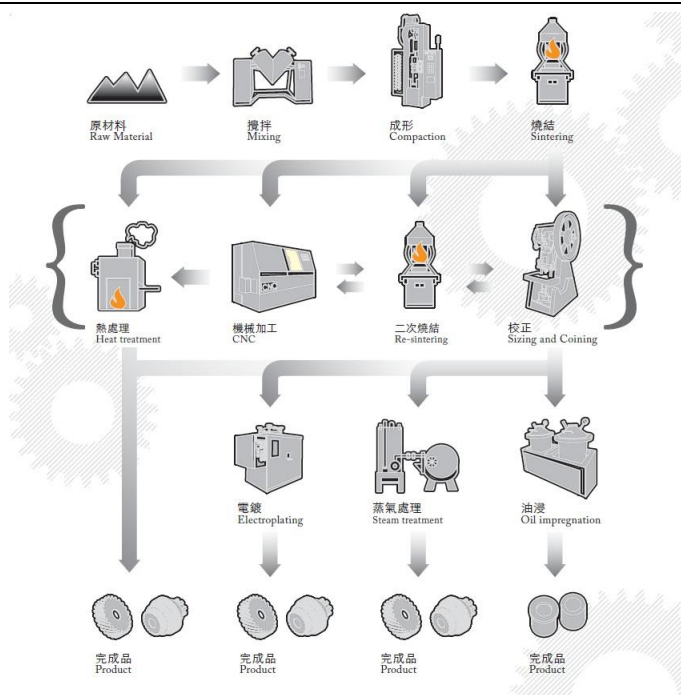 原材料
Raw Material
攪拌
Mixing
成形
Compaction
燒結
Sintering
熱處理
Heat treatment
機械加工
CNC
二次燒結
Re-sintering
校正
Sizing and Coining
CNC
電鍍
Electroplating
蒸氣處理
Steam treatment
油浸
Oil impregnation
完成品
Product
完成品
Product
完成品
Product
完成品
Product